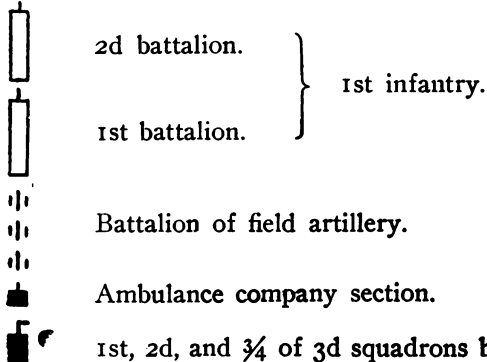 2d battalion.
1st infantry.
1st battalion.
Battalion of field artillery.
Ambulance company section.
1st, 2d, and ¾ of 3d squadrons